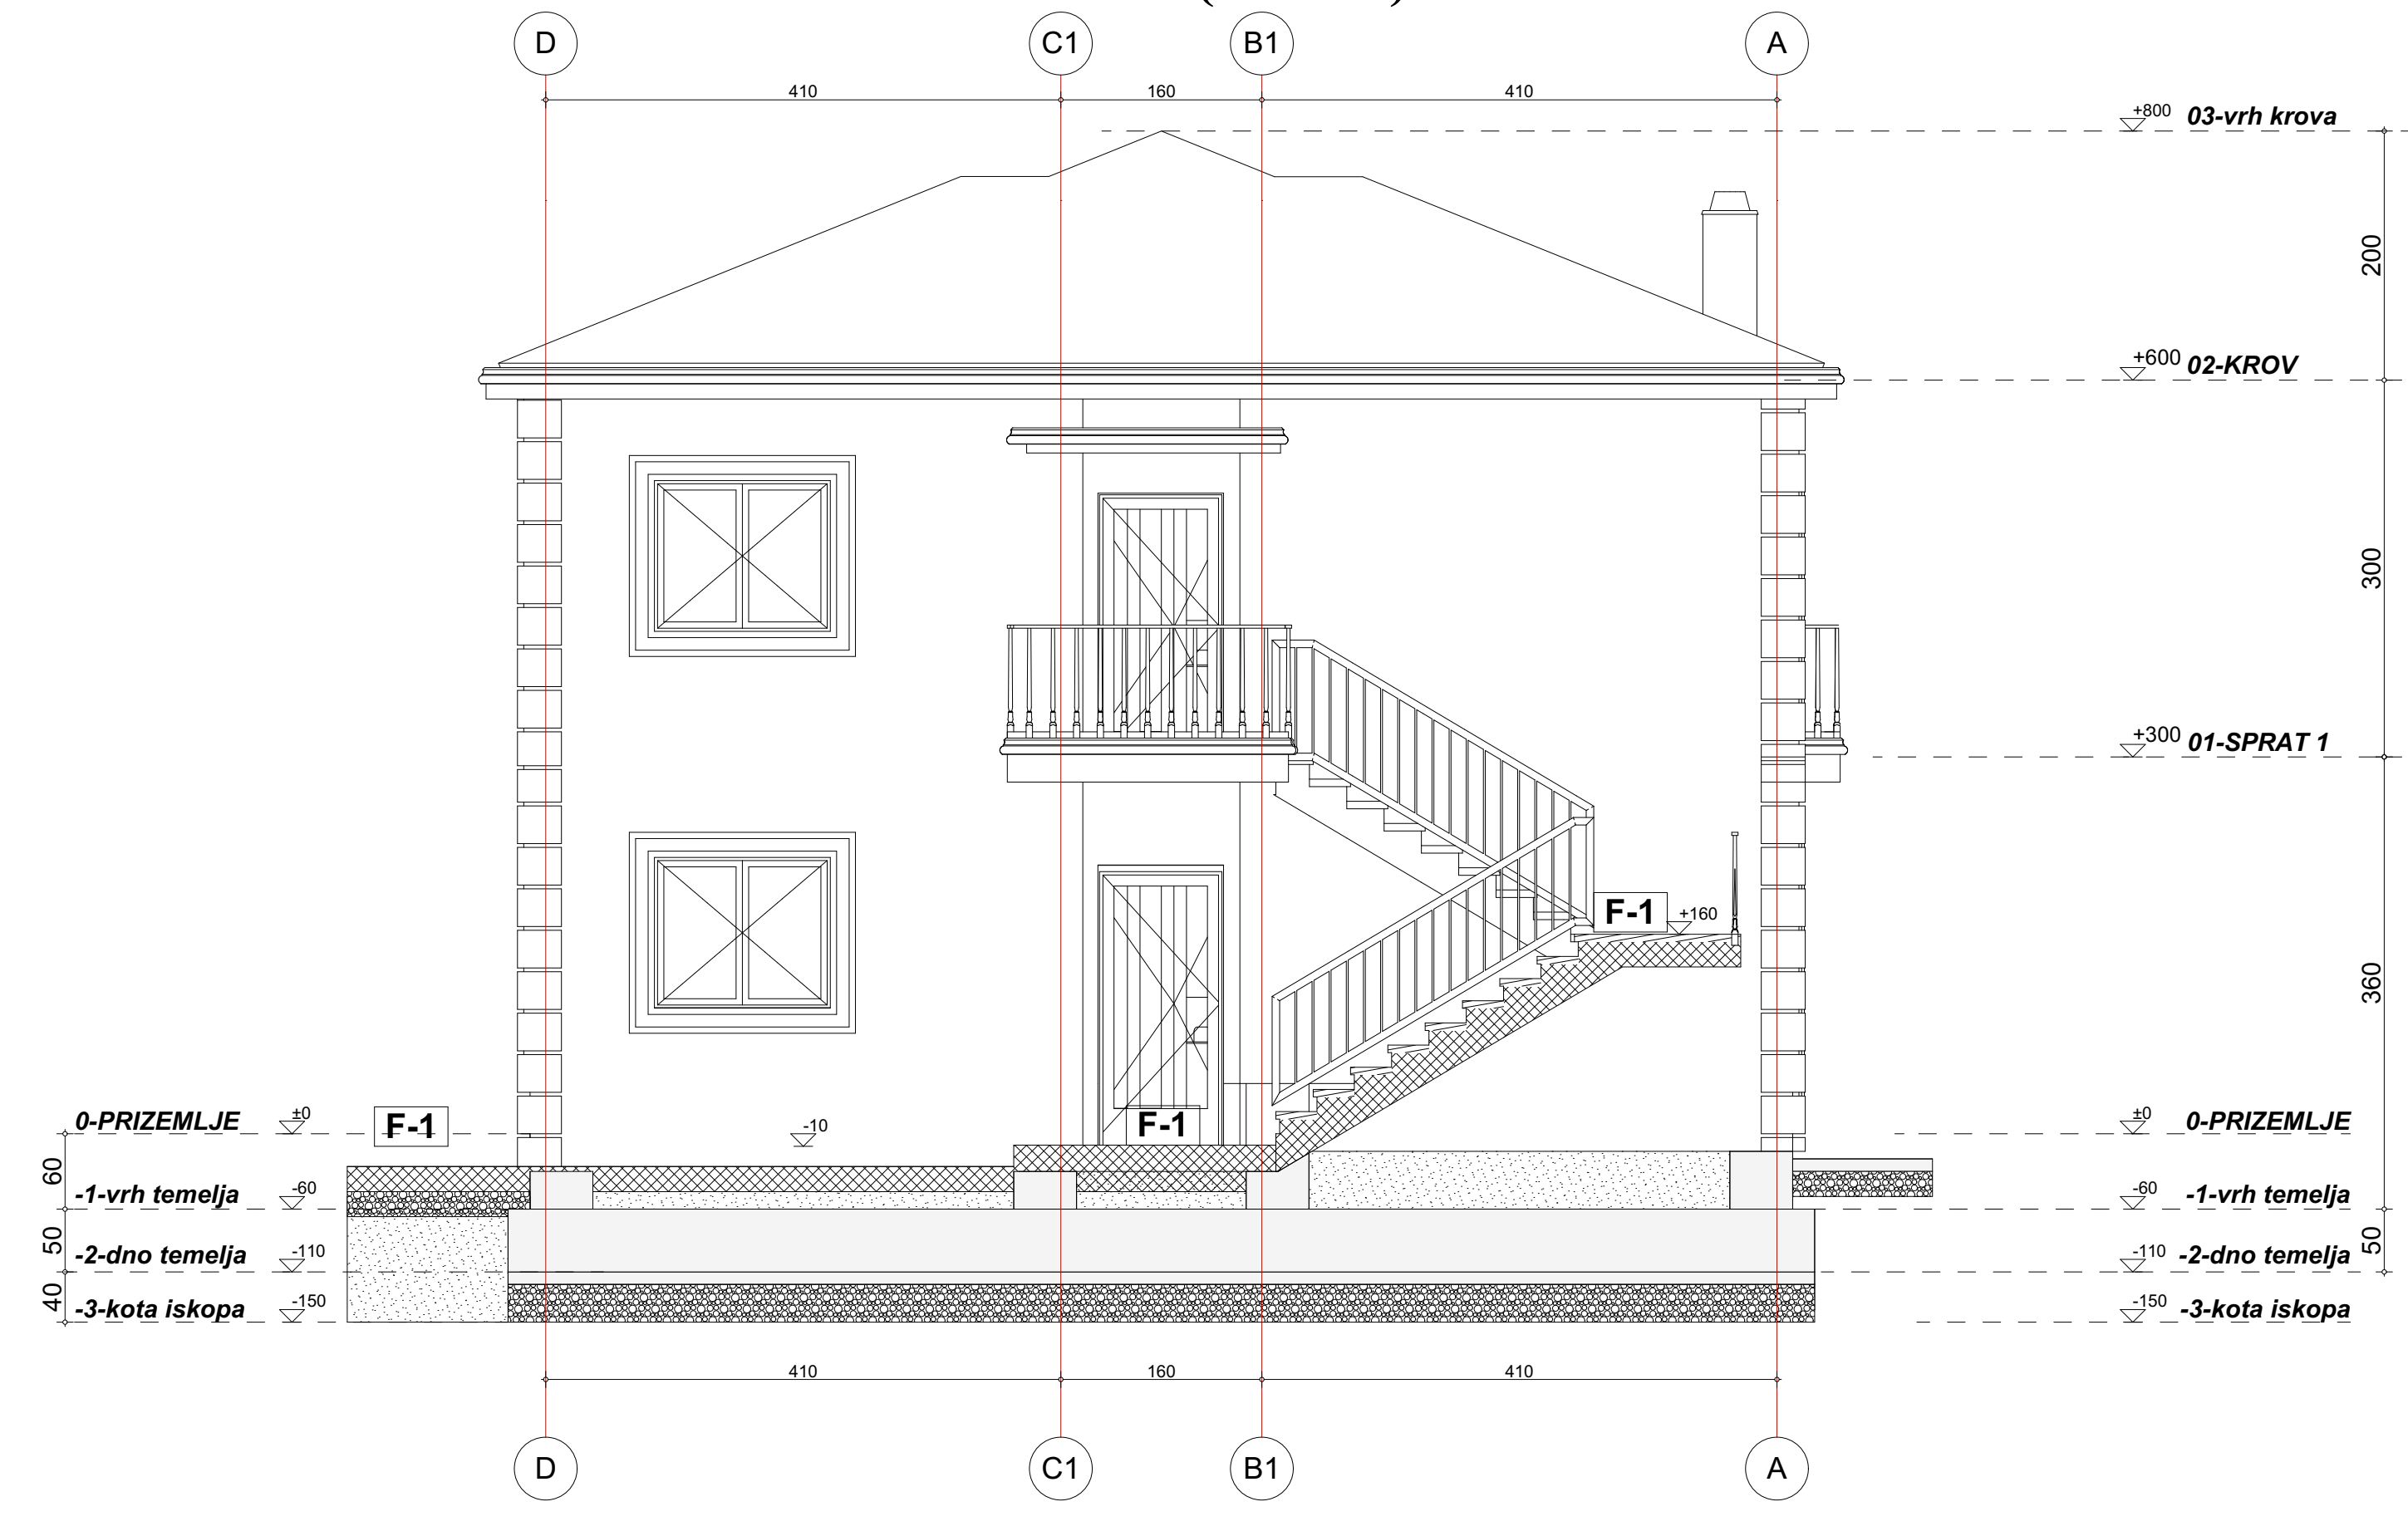 D C1 B1 A
410 160 410
+800 03-vrh krova
200
+600 02-KROV
300
+300 01-SPRAT 1
F-1 +160
360
0-PRIZEMLJE ±0 F-1 -10 F-1 ±0 0-PRIZEMLJE
60
-1-vrh temelja -60 -60 -1-vrh temelja
50 50
-2-dno temelja -110 -110 -2-dno temelja
40
-3-kota iskopa -150 -150 -3-kota iskopa
410 160 410
D C1 B1 A